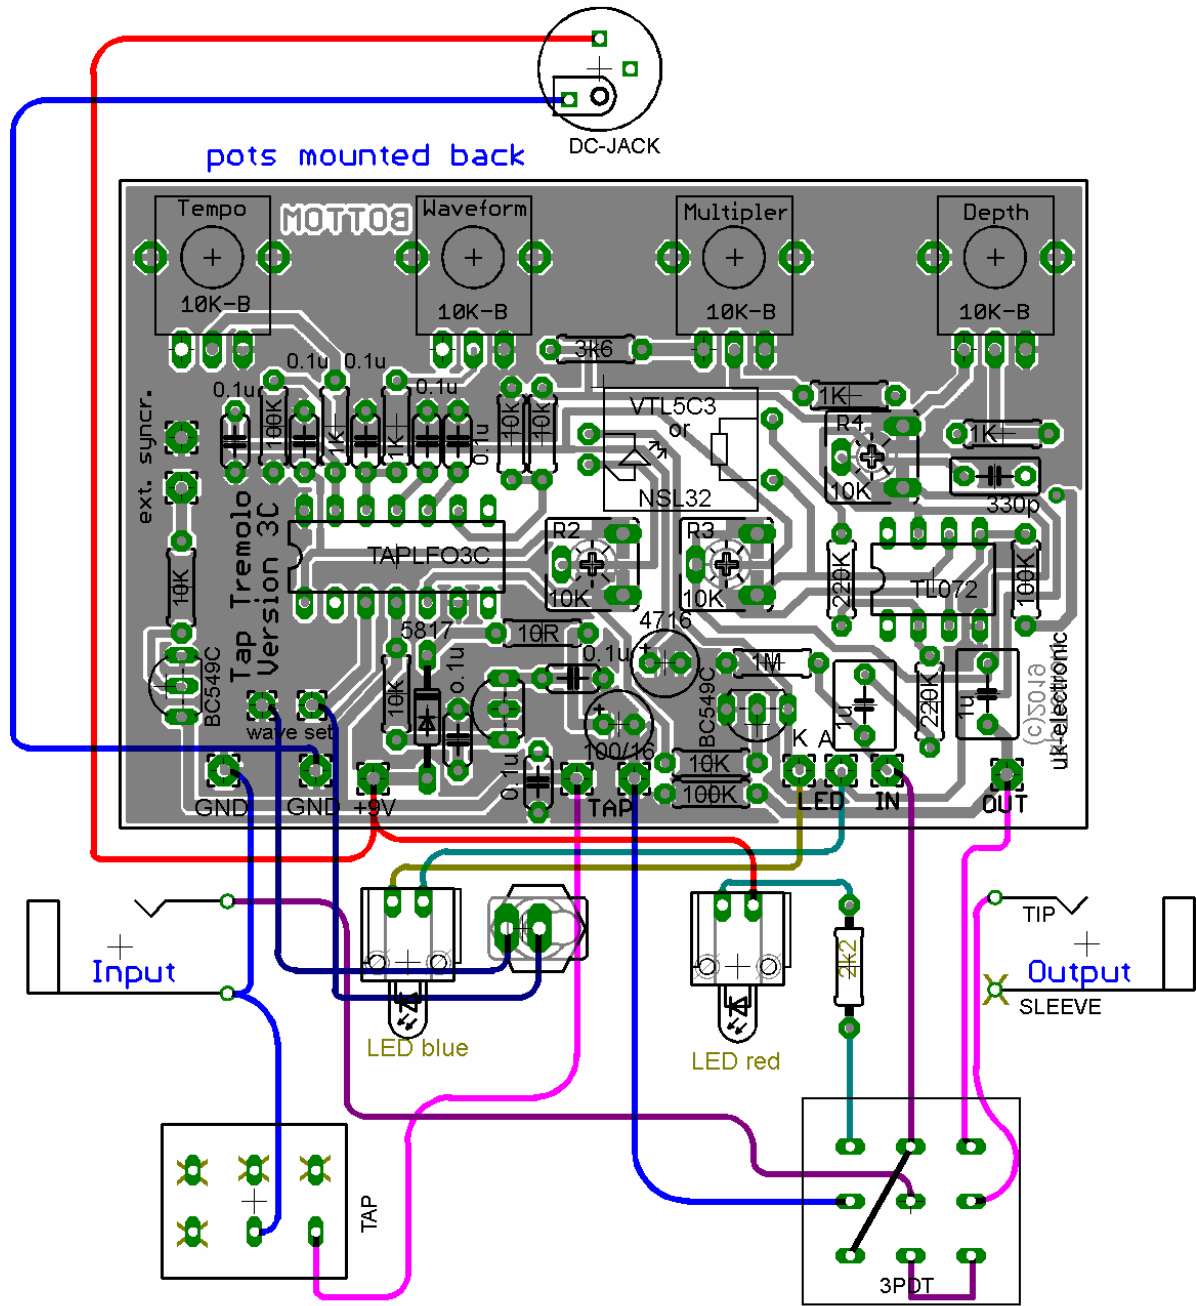 DC-JACK
pots mounted back
Tempo
BOTTOM
Waveform
Multipler
Depth
10K-B
10K-B
10K-B
10K-B
0.1u
0.1u
0.1u
0.1u
3k6
ext. syncr.
100K
1K
1K
0.1u
10k
10k
VTL5C3
or
NSL32
1K
R4
10K
1K
330p
Tap Tremolo
Version 3C
TAPLFO3C
R2
10K
R3
10K
220K
TL072
100K
10K
BC549C
5817
10R
0.1u
4716
1M
10K
0.1u
100/16
BC549C
1u
220K
1u
(c)2019
uk-electronic
wave set
K A
0.1u
10K
100K
GND
GND
+9V
TAP
LED
IN
OUT
Input
LED blue
LED red
2k2
TIP
Output
SLEEVE
TAP
3PDT